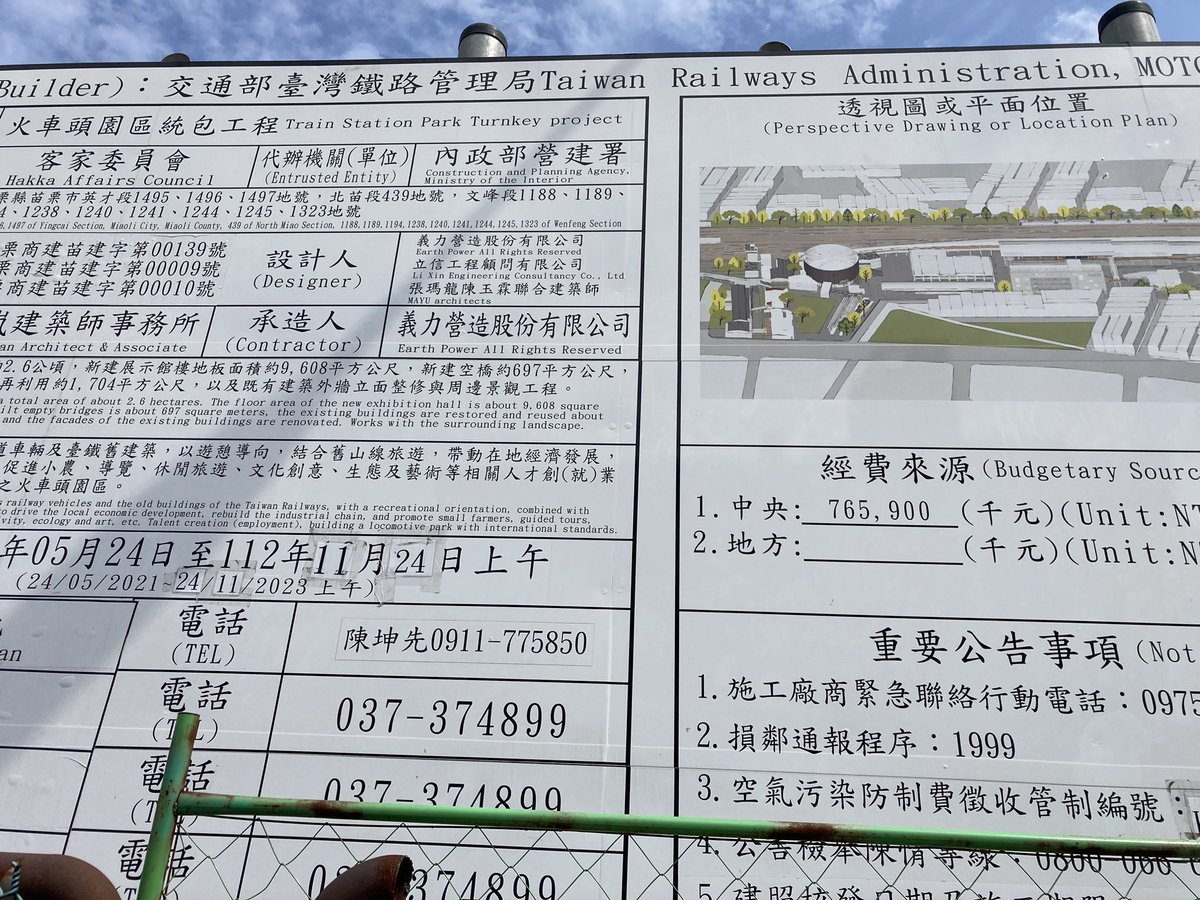 Builder)：交通部臺灣鐵路管理局Taiwan Railways Administration, MOTC
火車頭園區統包工程 Train Station Park Turnkey project
客家委員會
Hakka Affairs Council
代辦機關(單位)
(Entrusted Entity)
內政部營建署
Construction and Planning Agency,
Ministry of the Interior
栗縣苗栗市英才段1495、1496、1497地號，北苗段439地號，文峰段1188、1189、
4、1238、1240、1241、1244、1245、1323地號
6, 1497 of Yingcai Section, Miaoli City, Miaoli County, 439 of North Miao Section, 1188, 1189, 1194, 1238, 1240, 1241, 1244, 1245, 1323 of Wenfeng Section
栗商建苗建字第00139號
栗商建苗建字第00009號
栗商建苗建字第00010號
設計人
(Designer)
義力營造股份有限公司
Earth Power All Rights Reserved
立信工程顧問有限公司
Li Xin Engineering Consultancy Co., Ltd
張瑪龍陳玉霖聯合建築師
MAYU architects
建築師事務所
an Architect & Associate
承造人
(Contractor)
義力營造股份有限公司
Earth Power All Rights Reserved
2.6公頃，新建展示館樓地板面積約9,608平方公尺，新建空橋約697平方公尺，
再利用約1,704平方公尺，以及既有建築外牆立面整修與周邊景觀工程。
a total area of about 2.6 hectares. The floor area of the new exhibition hall is about 9,608 square
ilt empty bridges is about 697 square meters, the existing buildings are restored and reused about
and the facades of the existing buildings are renovated. Works with the surrounding landscape.
道車輛及臺鐵舊建築，以遊憩導向，結合舊山線旅遊，帶動在地經濟發展，
促進小農、導覽、休閒旅遊、文化創意、生態及藝術等相關人才創(就)業
之火車頭園區。
s railway vehicles and the old buildings of the Taiwan Railways, with a recreational orientation, combined with
to drive the local economic development, rebuild the industrial chain, and promote small farmers, guided tours,
vity, ecology and art, etc. Talent creation (employment), building a locomotive park with international standards.
年05月24日至112年11月24日上午
(24/05/2021~24/11/2023上午)
an
電話
(TEL)
陳坤先0911-775850
電話
(TEL)
037-374899
電話
037-374899
電話
374899
透視圖或平面位置
(Perspective Drawing or Location Plan)
經費來源(Budgetary Sourc
1.中央: 765,900 (千元)(Unit:NT
2.地方: (千元)(Unit:NT
重要公告事項(Not
1.施工廠商緊急聯絡行動電話：0975
2.損鄰通報程序：1999
3.空氣污染防制費徵收管制編號：
4.公告檢舉陳情專線：0800 066 0